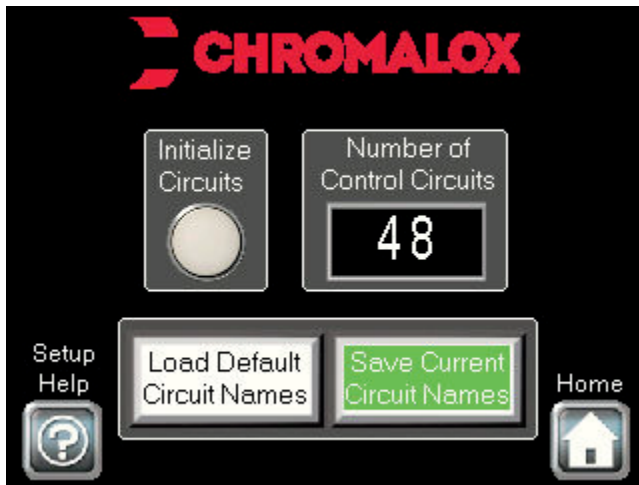 CHROMALOX
Initialize
Circuits
Number of
Control Circuits
48
Setup
Help
?
Load Default
Circuit Names
Save Current
Circuit Names
Home